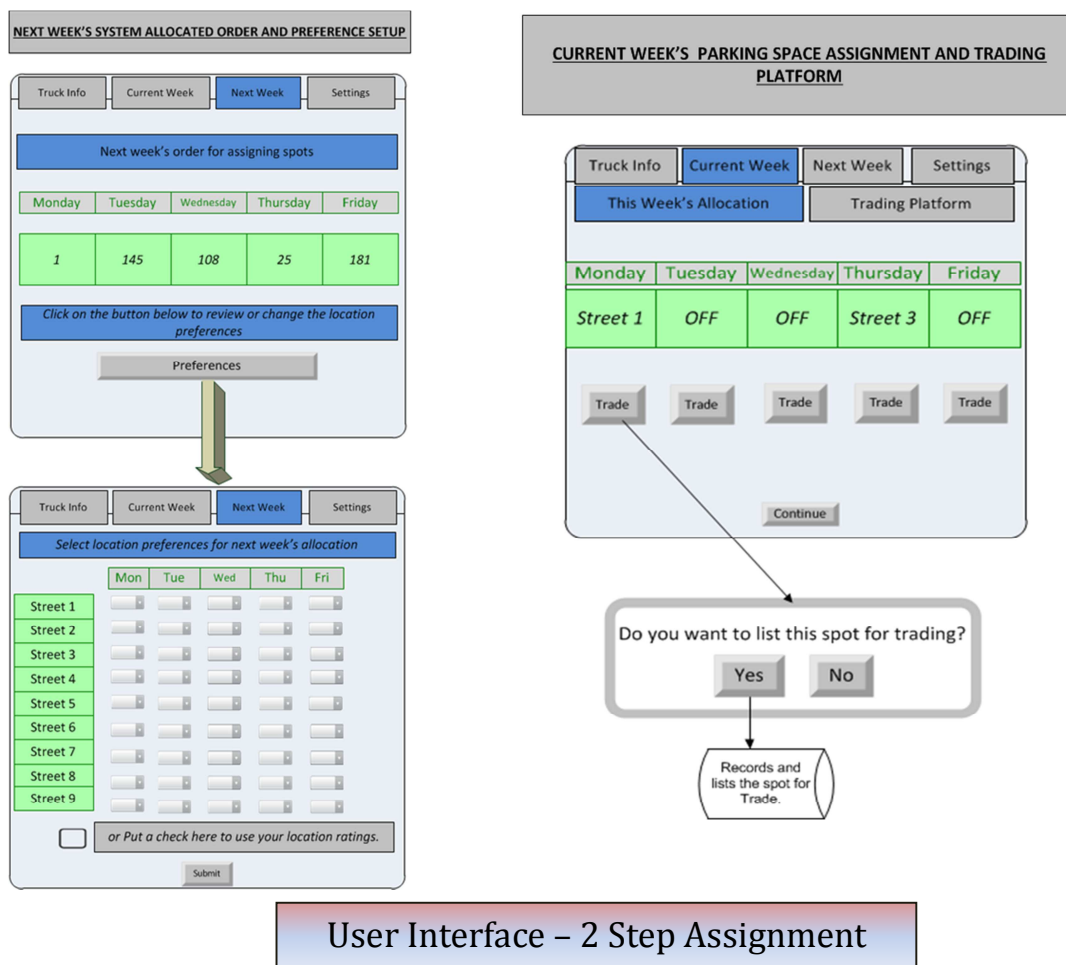 NEXT WEEK'S SYSTEM ALLOCATED ORDER AND PREFERENCE SETUP
Truck Info Current Week Next Week Settings
Next week's order for assigning spots
Monday Tuesday Wednesday Thursday Friday
1 145 108 25 181
Click on the button below to review or change the location
preferences
Preferences
Truck Info Current Week Next Week Settings
Select location preferences for next week's allocation
Mon Tue Wed Thu Fri
Street 1
Street 2
Street 3
Street 4
Street 5
Street 6
Street 7
Street 8
Street 9
or Put a check here to use your location ratings.
Submit
CURRENT WEEK'S PARKING SPACE ASSIGNMENT AND TRADING
PLATFORM
Truck Info Current Week Next Week Settings
This Week's Allocation Trading Platform
Monday Tuesday Wednesday Thursday Friday
Street 1 OFF OFF Street 3 OFF
Trade Trade Trade Trade Trade
Continue
Do you want to list this spot for trading?
Yes No
Records and
lists the spot for
Trade.
User Interface – 2 Step Assignment